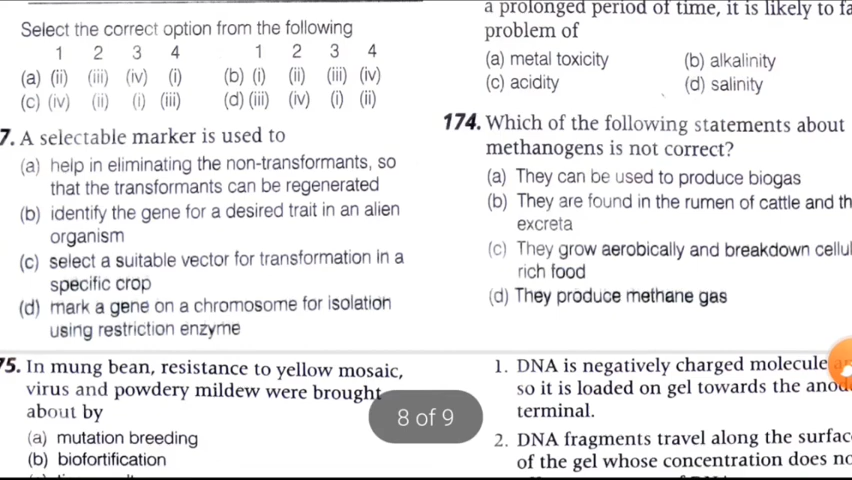 Select the correct option from the following
1 2 3 4 1 2 3 4
(a) (ii) (iii) (iv) (i) (b) (i) (ii) (iii) (iv)
(c) (iv) (ii) (i) (iii) (d) (iii) (iv) (i) (ii)
7. A selectable marker is used to
(a) help in eliminating the non-transformants, so
that the transformants can be regenerated
(b) identify the gene for a desired trait in an alien
organism
(c) select a suitable vector for transformation in a
specific crop
(d) mark a gene on a chromosome for isolation
using restriction enzyme
a prolonged period of time, it is likely to
problem of
(a) metal toxicity (b) alkalinity
(c) acidity (d) salinity
174. Which of the following statements about
methanogens is not correct?
(a) They can be used to produce biogas
(b) They are found in the rumen of cattle and
excreta
(c) They grow aerobically and breakdown
rich food
(d) They produce methane gas
75. In mung bean, resistance to yellow mosaic,
virus and powdery mildew were brought
about by
(a) mutation breeding
(b) biofortification
8 of 9
1. DNA is negatively charged molecule
so it is loaded on gel towards the
terminal.
2. DNA fragments travel along the
of the gel whose concentration does